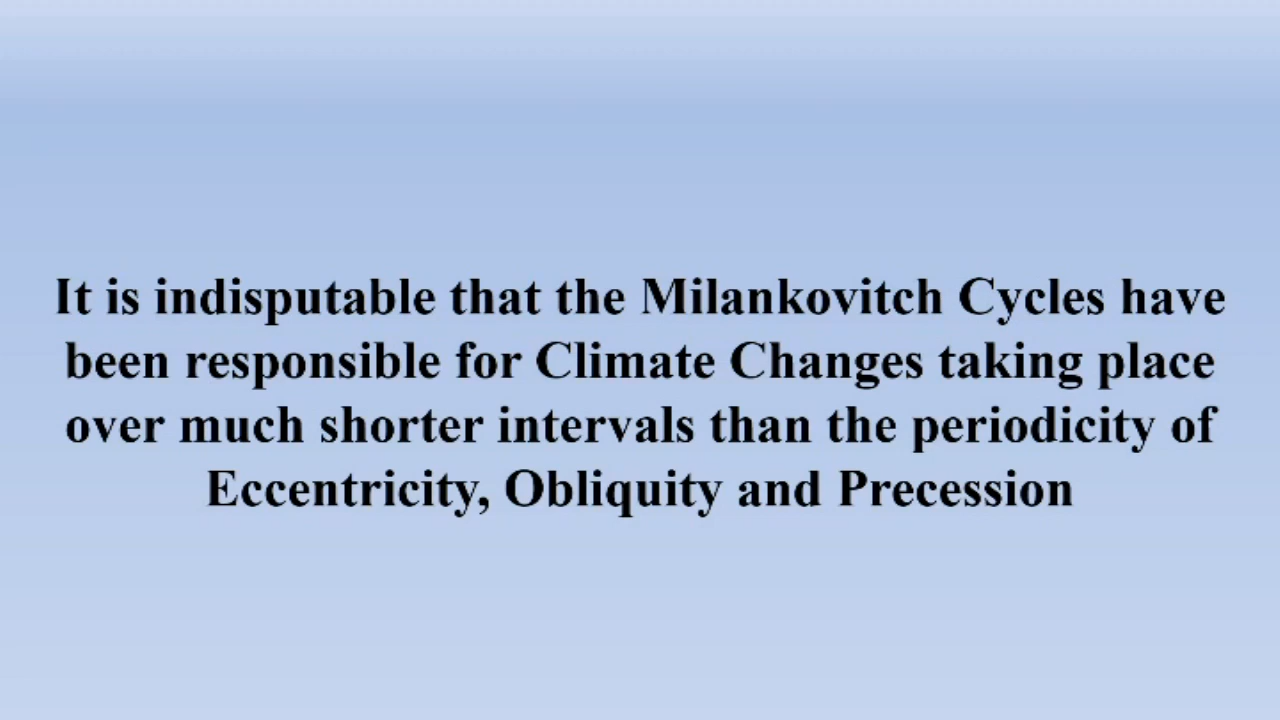 It is indisputable that the Milankovitch Cycles have
been responsible for Climate Changes taking place
over much shorter intervals than the periodicity of
Eccentricity, Obliquity and Precession